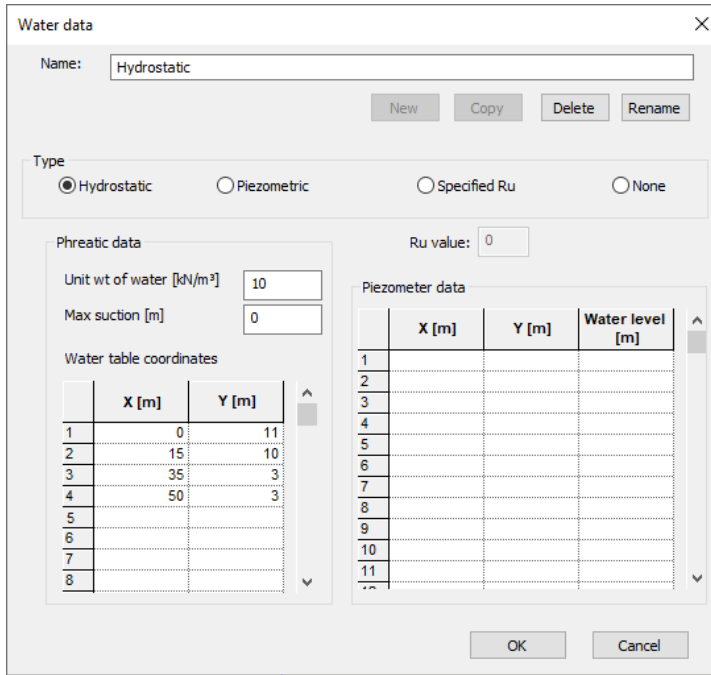 Water data
Name: Hydrostatic
New Copy Delete Rename
Type
Hydrostatic Piezometric Specified Ru None
Phreatic data
Unit wt of water [kN/m³] 10
Max suction [m] 0
Water table coordinates
X [m] Y [m]
1 0 11
2 15 10
3 35 3
4 50 3
5
6
7
8
Ru value: 0
Piezometer data
X [m] Y [m] Water level
[m]
1
2
3
4
5
6
7
8
9
10
11
OK Cancel